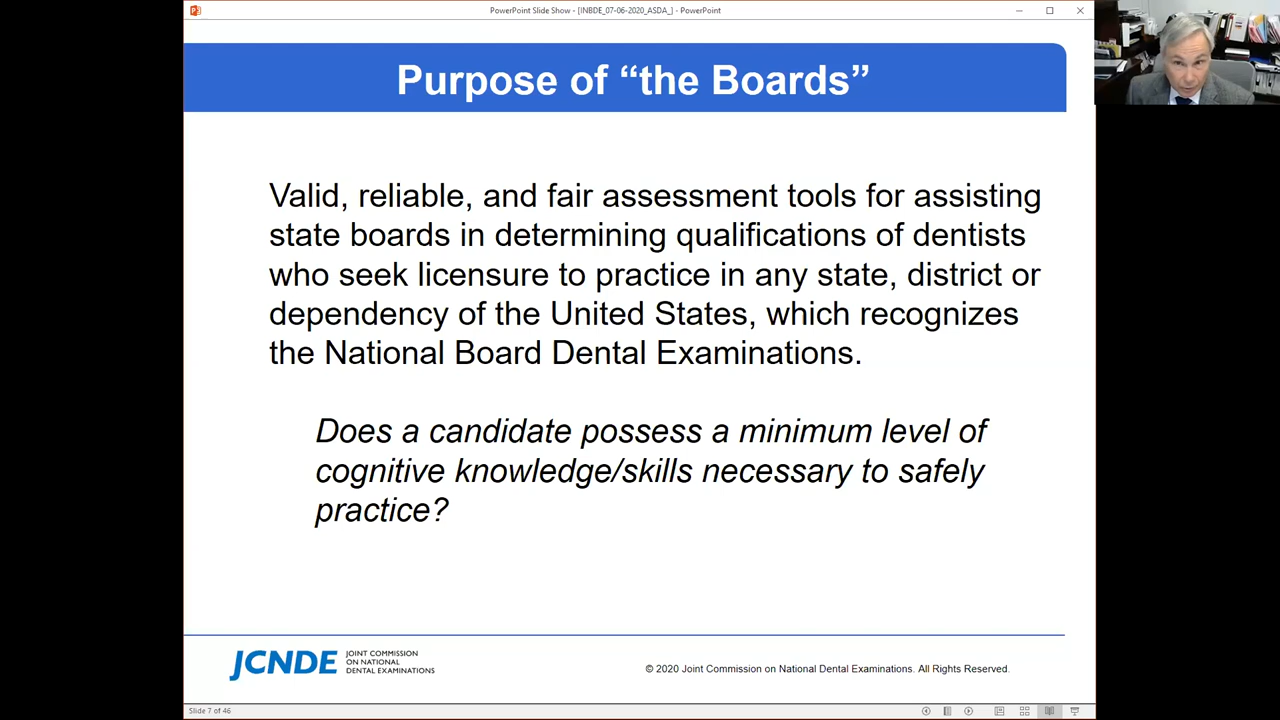 PowerPoint Slide Show - [INBDE_07-06-2020_ASDA_] - PowerPoint
Purpose of “the Boards”
Valid, reliable, and fair assessment tools for assisting
state boards in determining qualifications of dentists
who seek licensure to practice in any state, district or
dependency of the United States, which recognizes
the National Board Dental Examinations.
Does a candidate possess a minimum level of
cognitive knowledge/skills necessary to safely
practice?
JCNDE
JOINT COMMISSION
ON NATIONAL
DENTAL EXAMINATIONS
© 2020 Joint Commission on National Dental Examinations. All Rights Reserved.
Slide 7 of 46